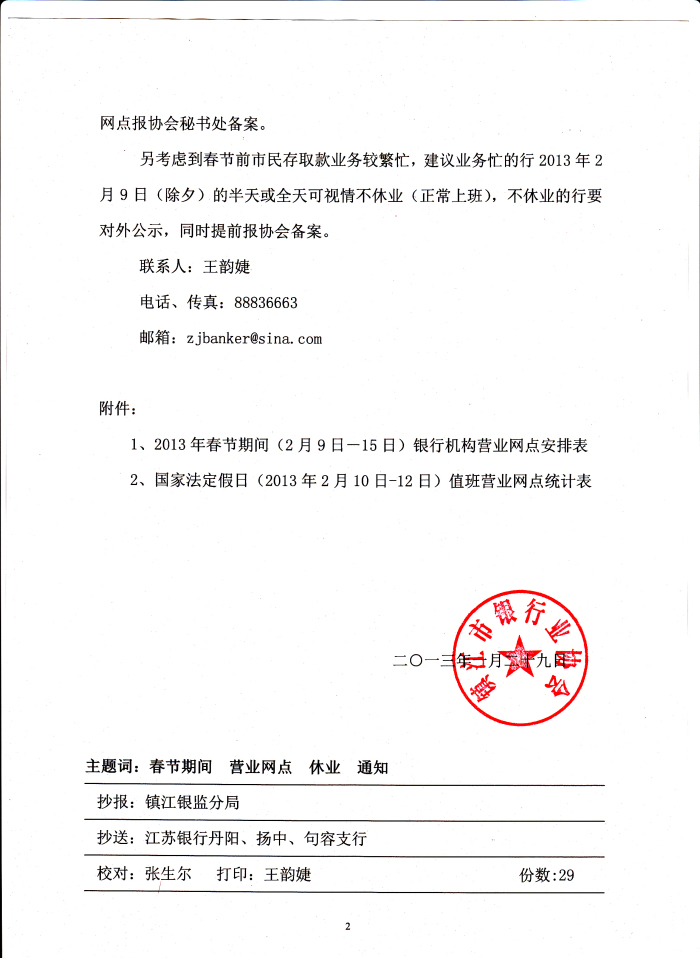 网点报协会秘书处备案。
另考虑到春节前市民存取款业务较繁忙，建议业务忙的行 2013 年 2
月 9 日（除夕）的半天或全天可视情不休业（正常上班），不休业的行要
对外公示，同时提前报协会备案。
联系人：王韵婕
电话、传真：88836663
邮箱：zjbanker@sina.com
附件：
1、2013 年春节期间（2 月 9 日－15 日）银行机构营业网点安排表
2、国家法定假日（2013 年 2 月 10 日-12 日）值班营业网点统计表
镇江市银行业协会
二〇一三年一月二十九日
主题词：春节期间 营业网点 休业 通知
抄报：镇江银监分局
抄送：江苏银行丹阳、扬中、句容支行
校对：张生尔 打印：王韵婕 份数:29
2